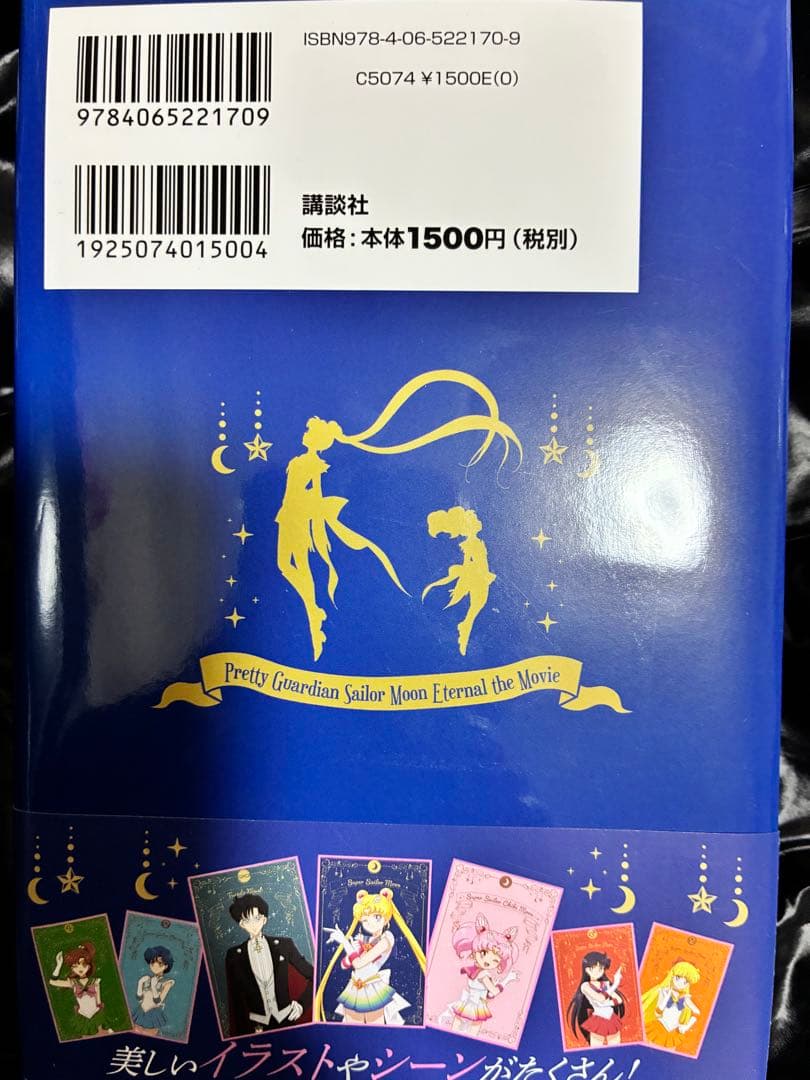 ISBN978-4-06-522170-9
C5074 ¥1500E(0)
9784065221709
1925074015004
講談社
価格：本体1500円（税別）
Pretty Guardian Sailor Moon Eternal the Movie
Super Sailor Moon
Super Sailor Chibi Moon
美しいイラストやシーンがたくさん！